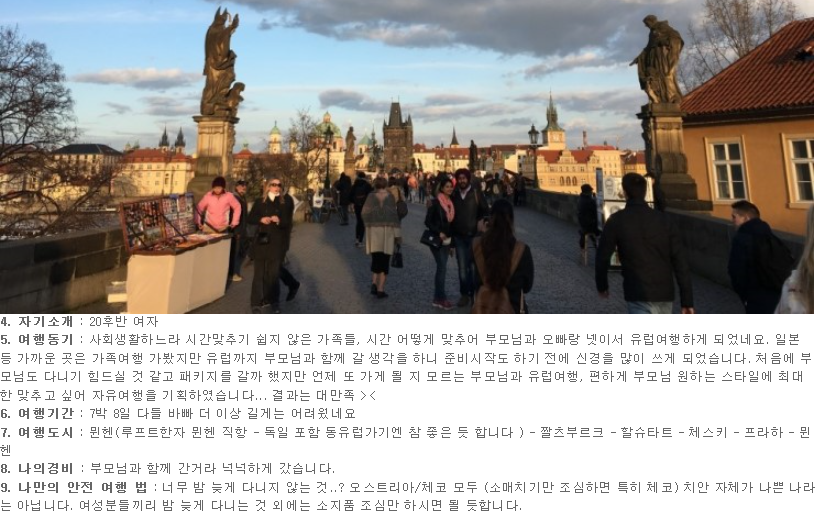 4. 자기소개 : 20후반 여자
5. 여행동기 : 사회생활하느라 시간맞추기 쉽지 않은 가족들, 시간 어떻게 맞추어 부모님과 오빠랑 넷이서 유럽여행하게 되었네요. 일본
등 가까운 곳은 가족여행 가봤지만 유럽까지 부모님과 함께 갈 생각을 하니 준비시작도 하기 전에 신경을 많이 쓰게 되었습니다. 처음에 부
모님도 다니기 힘드실 것 같고 패키지를 갈까 했지만 언제 또 가게 될 지 모르는 부모님과 유럽여행, 편하게 부모님 원하는 스타일에 최대
한 맞추고 싶어 자유여행을 기획하였습니다... 결과는 대만족 > <
6. 여행기간 : 7박 8일 다들 바빠 더 이상 길게는 어려웠네요
7. 여행도시 : 뮌헨(루프트한자 뮌헨 직항 - 독일 포함 동유럽가기엔 참 좋은 듯 합니다 ) - 짤츠부르크 - 할슈타트 - 체스키 - 프라하 - 뮌
헨
8. 나의경비 : 부모님과 함께 간거라 넉넉하게 갔습니다.
9. 나만의 안전 여행 법 : 너무 밤 늦게 다니지 않는 것..? 오스트리아/체코 모두 (소매치기만 조심하면 특히 체코) 치안 자체가 나쁜 나라
는 아닙니다. 여성분들끼리 밤 늦게 다니는 것 외에는 소지품 조심만 하시면 될 듯합니다.